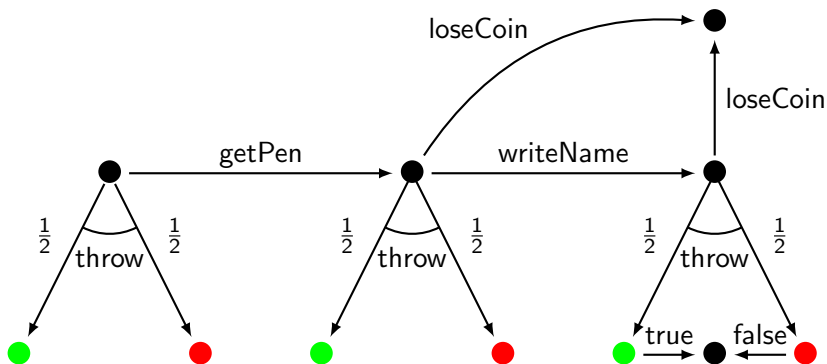 loseCoin
loseCoin
getPen
writeName
1/2
throw
1/2
1/2
throw
1/2
1/2
throw
1/2
true
false